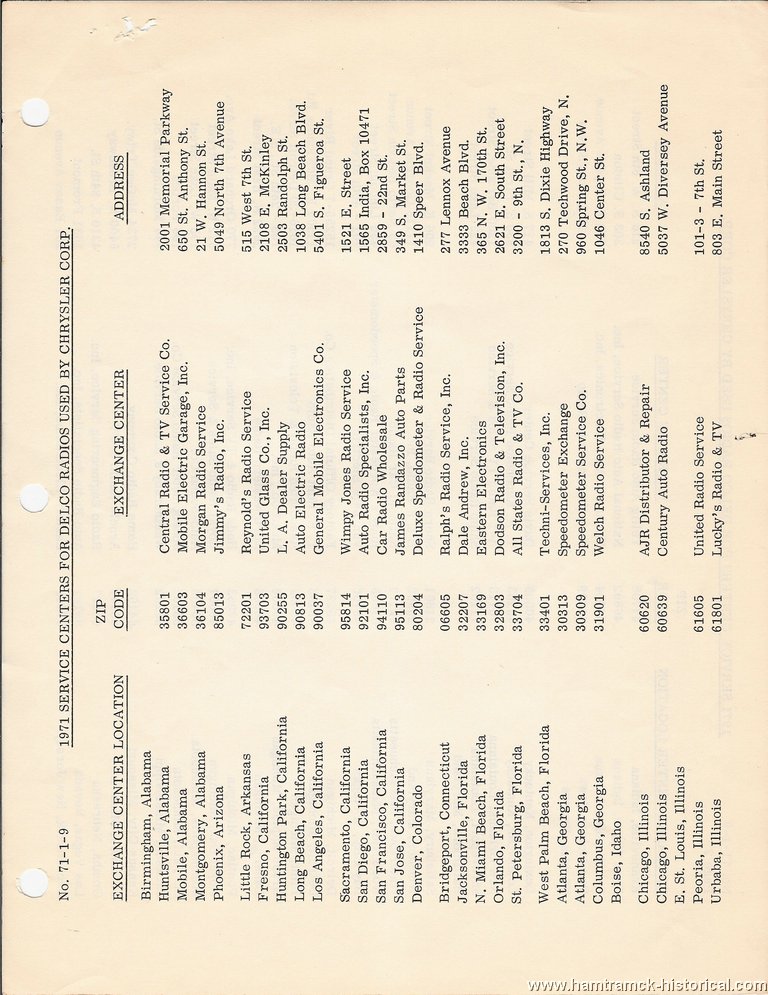 No. 71-1-9 1971 SERVICE CENTERS FOR DELCO RADIOS USED BY CHRYSLER CORP.
ZIP
EXCHANGE CENTER LOCATION CODE EXCHANGE CENTER ADDRESS
Birmingham, Alabama
Huntsville, Alabama 35801 Central Radio & TV Service Co. 2001 Memorial Parkway
Mobile, Alabama 36603 Mobile Electric Garage, Inc. 650 St. Anthony St.
Montgomery, Alabama 36104 Morgan Radio Service 21 W. Hannon St.
Phoenix, Arizona 85013 Jimmy's Radio, Inc. 5049 North 7th Avenue
Little Rock, Arkansas 72201 Reynold's Radio Service 515 West 7th St.
Fresno, California 93703 United Glass Co., Inc. 2108 E. McKinley
Huntington Park, California 90255 L. A. Dealer Supply 2503 Randolph St.
Long Beach, California 90813 Auto Electric Radio 1038 Long Beach Blvd.
Los Angeles, California 90037 General Mobile Electronics Co. 5401 S. Figueroa St.
Sacramento, California 95814 Wimpy Jones Radio Service 1521 E. Street
San Diego, California 92101 Auto Radio Specialists, Inc. 1565 India, Box 10471
San Francisco, California 94110 Car Radio Wholesale 2859 - 22nd St.
San Jose, California 95113 James Randazzo Auto Parts 349 S. Market St.
Denver, Colorado 80204 Deluxe Speedometer & Radio Service 1410 Speer Blvd.
Bridgeport, Connecticut 06605 Ralph's Radio Service, Inc. 277 Lennox Avenue
Jacksonville, Florida 32207 Dale Andrew, Inc. 3333 Beach Blvd.
N. Miami Beach, Florida 33169 Eastern Electronics 365 N. W. 170th St.
Orlando, Florida 32803 Dodson Radio & Television, Inc. 2621 E. South Street
St. Petersburg, Florida 33704 All States Radio & TV Co. 3200 - 9th St., N.
West Palm Beach, Florida 33401 Techni-Services, Inc. 1813 S. Dixie Highway
Atlanta, Georgia 30313 Speedometer Exchange 270 Techwood Drive, N.
Atlanta, Georgia 30309 Speedometer Service Co. 960 Spring St., N.W.
Columbus, Georgia 31901 Welch Radio Service 1046 Center St.
Boise, Idaho
Chicago, Illinois 60620 AJR Distributor & Repair 8540 S. Ashland
Chicago, Illinois 60639 Century Auto Radio 5037 W. Diversey Avenue
E. St. Louis, Illinois
Peoria, Illinois 61605 United Radio Service 101-3 - 7th St.
Urbaba, Illinois 61801 Lucky's Radio & TV 803 E. Main Street
www.hamtramck-historical.com